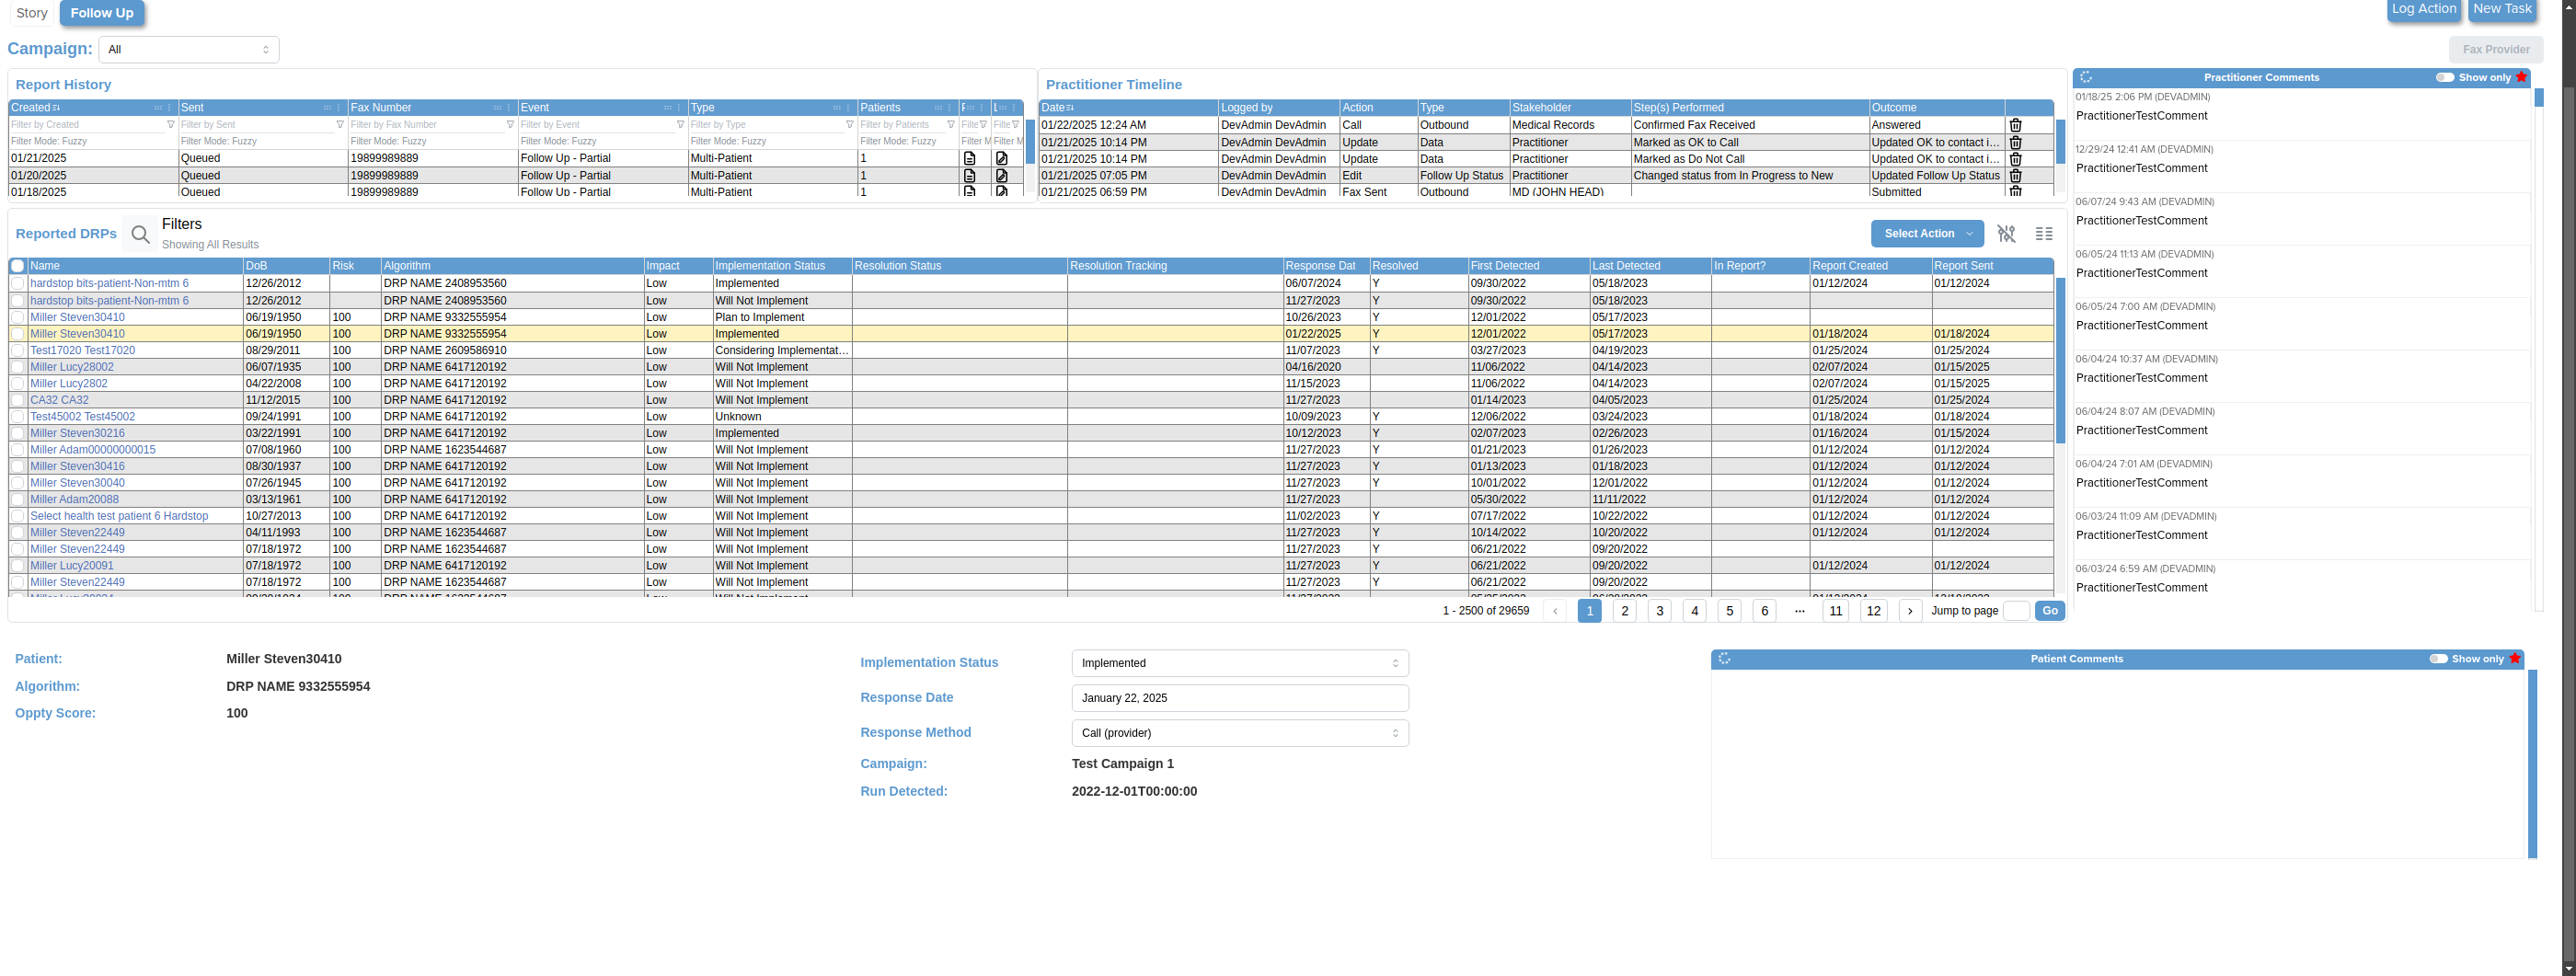 Story Follow Up Log Action New Task
Campaign: All Fax Provider
Report History
Created Sent Fax Number Event Type Patients
Filter by Created Filter by Sent Filter by Fax Number Filter by Event Filter by Type Filter by Patients Filte Filte
Filter Mode: Fuzzy Filter Mode: Fuzzy Filter Mode: Fuzzy Filter Mode: Fuzzy Filter Mode: Fuzzy Filter Mode: Fuzzy Filter M Filter M
01/21/2025 Queued 19899989889 Follow Up - Partial Multi-Patient 1
01/20/2025 Queued 19899989889 Follow Up - Partial Multi-Patient 1
01/18/2025 Queued 19899989889 Follow Up - Partial Multi-Patient 1
Practitioner Timeline
Date Logged by Action Type Stakeholder Step(s) Performed Outcome
01/22/2025 12:24 AM DevAdmin DevAdmin Call Outbound Medical Records Confirmed Fax Received Answered
01/21/2025 10:14 PM DevAdmin DevAdmin Update Data Practitioner Marked as OK to Call Updated OK to contact i...
01/21/2025 10:14 PM DevAdmin DevAdmin Update Data Practitioner Marked as Do Not Call Updated OK to contact i...
01/21/2025 07:05 PM DevAdmin DevAdmin Edit Follow Up Status Practitioner Changed status from In Progress to New Updated Follow Up Status
01/21/2025 06:59 PM DevAdmin DevAdmin Fax Sent Outbound MD (JOHN HEAD) Submitted
Practitioner Comments Show only
01/18/25 2:06 PM (DEVADMIN)
PractitionerTestComment
12/29/24 12:41 AM (DEVADMIN)
PractitionerTestComment
06/07/24 9:43 AM (DEVADMIN)
PractitionerTestComment
06/05/24 11:13 AM (DEVADMIN)
PractitionerTestComment
06/05/24 7:00 AM (DEVADMIN)
PractitionerTestComment
06/04/24 10:37 AM (DEVADMIN)
PractitionerTestComment
06/04/24 8:07 AM (DEVADMIN)
PractitionerTestComment
06/04/24 7:01 AM (DEVADMIN)
PractitionerTestComment
06/03/24 11:09 AM (DEVADMIN)
PractitionerTestComment
06/03/24 6:59 AM (DEVADMIN)
PractitionerTestComment
Reported DRPs Filters Select Action
Showing All Results
Name DoB Risk Algorithm Impact Implementation Status Resolution Status Resolution Tracking Response Dat Resolved First Detected Last Detected In Report? Report Created Report Sent
hardstop bits-patient-Non-mtm 6 12/26/2012 DRP NAME 2408953560 Low Implemented 06/07/2024 Y 09/30/2022 05/18/2023 01/12/2024 01/12/2024
hardstop bits-patient-Non-mtm 6 12/26/2012 DRP NAME 2408953560 Low Will Not Implement 11/27/2023 Y 09/30/2022 05/18/2023
Miller Steven30410 06/19/1950 100 DRP NAME 9332555954 Low Plan to Implement 10/26/2023 Y 12/01/2022 05/17/2023
Miller Steven30410 06/19/1950 100 DRP NAME 9332555954 Low Implemented 01/22/2025 Y 12/01/2022 05/17/2023 01/18/2024 01/18/2024
Test17020 Test17020 08/29/2011 100 DRP NAME 2609586910 Low Considering Implementat... 11/07/2023 Y 03/27/2023 04/19/2023 01/25/2024 01/25/2024
Miller Lucy28002 06/07/1935 100 DRP NAME 6417120192 Low Will Not Implement 04/16/2020 11/06/2022 04/14/2023 02/07/2024 01/15/2025
Miller Lucy2802 04/22/2008 100 DRP NAME 6417120192 Low Will Not Implement 11/15/2023 11/06/2022 04/14/2023 02/07/2024 01/15/2025
CA32 CA32 11/12/2015 100 DRP NAME 6417120192 Low Will Not Implement 11/27/2023 01/14/2023 04/05/2023 01/25/2024 01/25/2024
Test45002 Test45002 09/24/1991 100 DRP NAME 6417120192 Low Unknown 10/09/2023 Y 12/06/2022 03/24/2023 01/18/2024 01/18/2024
Miller Steven30216 03/22/1991 100 DRP NAME 6417120192 Low Implemented 10/12/2023 Y 02/07/2023 02/26/2023 01/16/2024 01/15/2024
Miller Adam00000000015 07/08/1960 100 DRP NAME 1623544687 Low Will Not Implement 11/27/2023 Y 01/21/2023 01/26/2023 01/12/2024 01/12/2024
Miller Steven30416 08/30/1937 100 DRP NAME 6417120192 Low Will Not Implement 11/27/2023 Y 01/13/2023 01/18/2023 01/12/2024 01/12/2024
Miller Steven30040 07/26/1945 100 DRP NAME 6417120192 Low Will Not Implement 11/27/2023 Y 10/01/2022 12/01/2022 01/12/2024 01/12/2024
Miller Adam20088 03/13/1961 100 DRP NAME 6417120192 Low Will Not Implement 11/27/2023 05/30/2022 11/11/2022 01/12/2024 01/12/2024
Select health test patient 6 Hardstop 10/27/2013 100 DRP NAME 6417120192 Low Will Not Implement 11/02/2023 Y 07/17/2022 10/22/2022 01/12/2024 01/12/2024
Miller Steven22449 04/11/1993 100 DRP NAME 1623544687 Low Will Not Implement 11/27/2023 Y 10/14/2022 10/20/2022 01/12/2024 01/12/2024
Miller Steven22449 07/18/1972 100 DRP NAME 1623544687 Low Will Not Implement 11/27/2023 Y 06/21/2022 09/20/2022
Miller Lucy20091 07/18/1972 100 DRP NAME 1623544687 Low Will Not Implement 11/27/2023 Y 06/21/2022 09/20/2022 01/12/2024 01/12/2024
Miller Steven22449 07/18/1972 100 DRP NAME 1623544687 Low Will Not Implement 11/27/2023 Y 06/21/2022 09/20/2022
1 - 2500 of 29659 1 2 3 4 5 6 ••• 11 12 Jump to page Go
Patient: Miller Steven30410
Algorithm: DRP NAME 9332555954
Oppty Score: 100
Implementation Status Implemented
Response Date January 22, 2025
Response Method Call (provider)
Campaign: Test Campaign 1
Run Detected: 2022-12-01T00:00:00
Patient Comments Show only